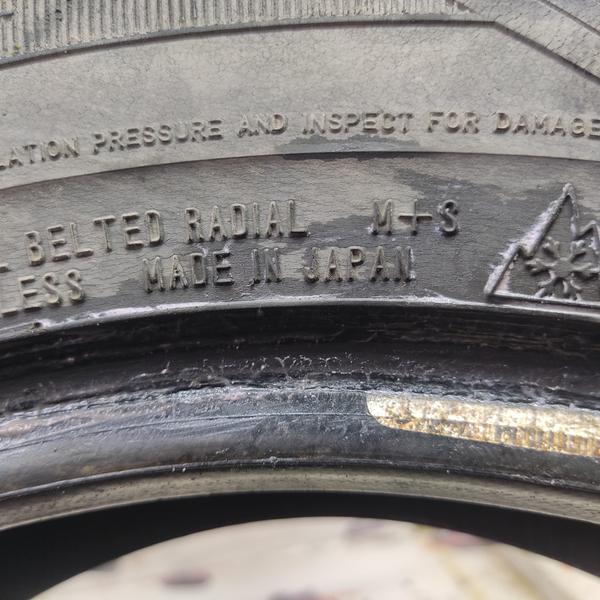 LATION PRESSURE AND INSPECT FOR DAMAGE
L BELTED RADIAL M+S
LESS MADE IN JAPAN